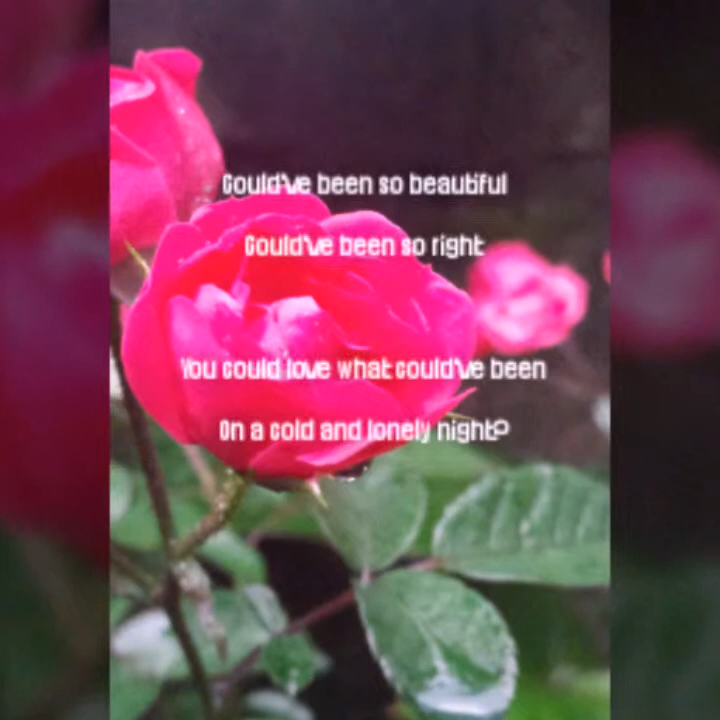 Could've been so beautiful
Could've been so right
You could love what could've been
On a cold and lonely night?